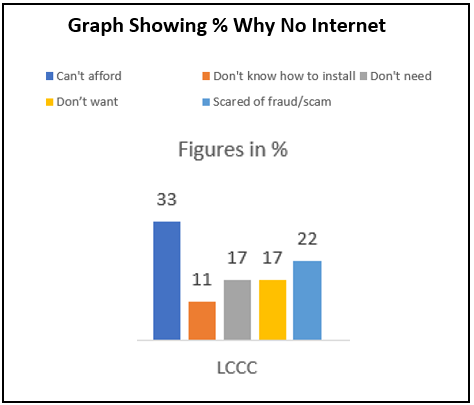 Graph Showing % Why No Internet
Can't afford Don't know how to install Don't need
Don’t want Scared of fraud/scam
Figures in %
33 11 17 17 22
LCCC